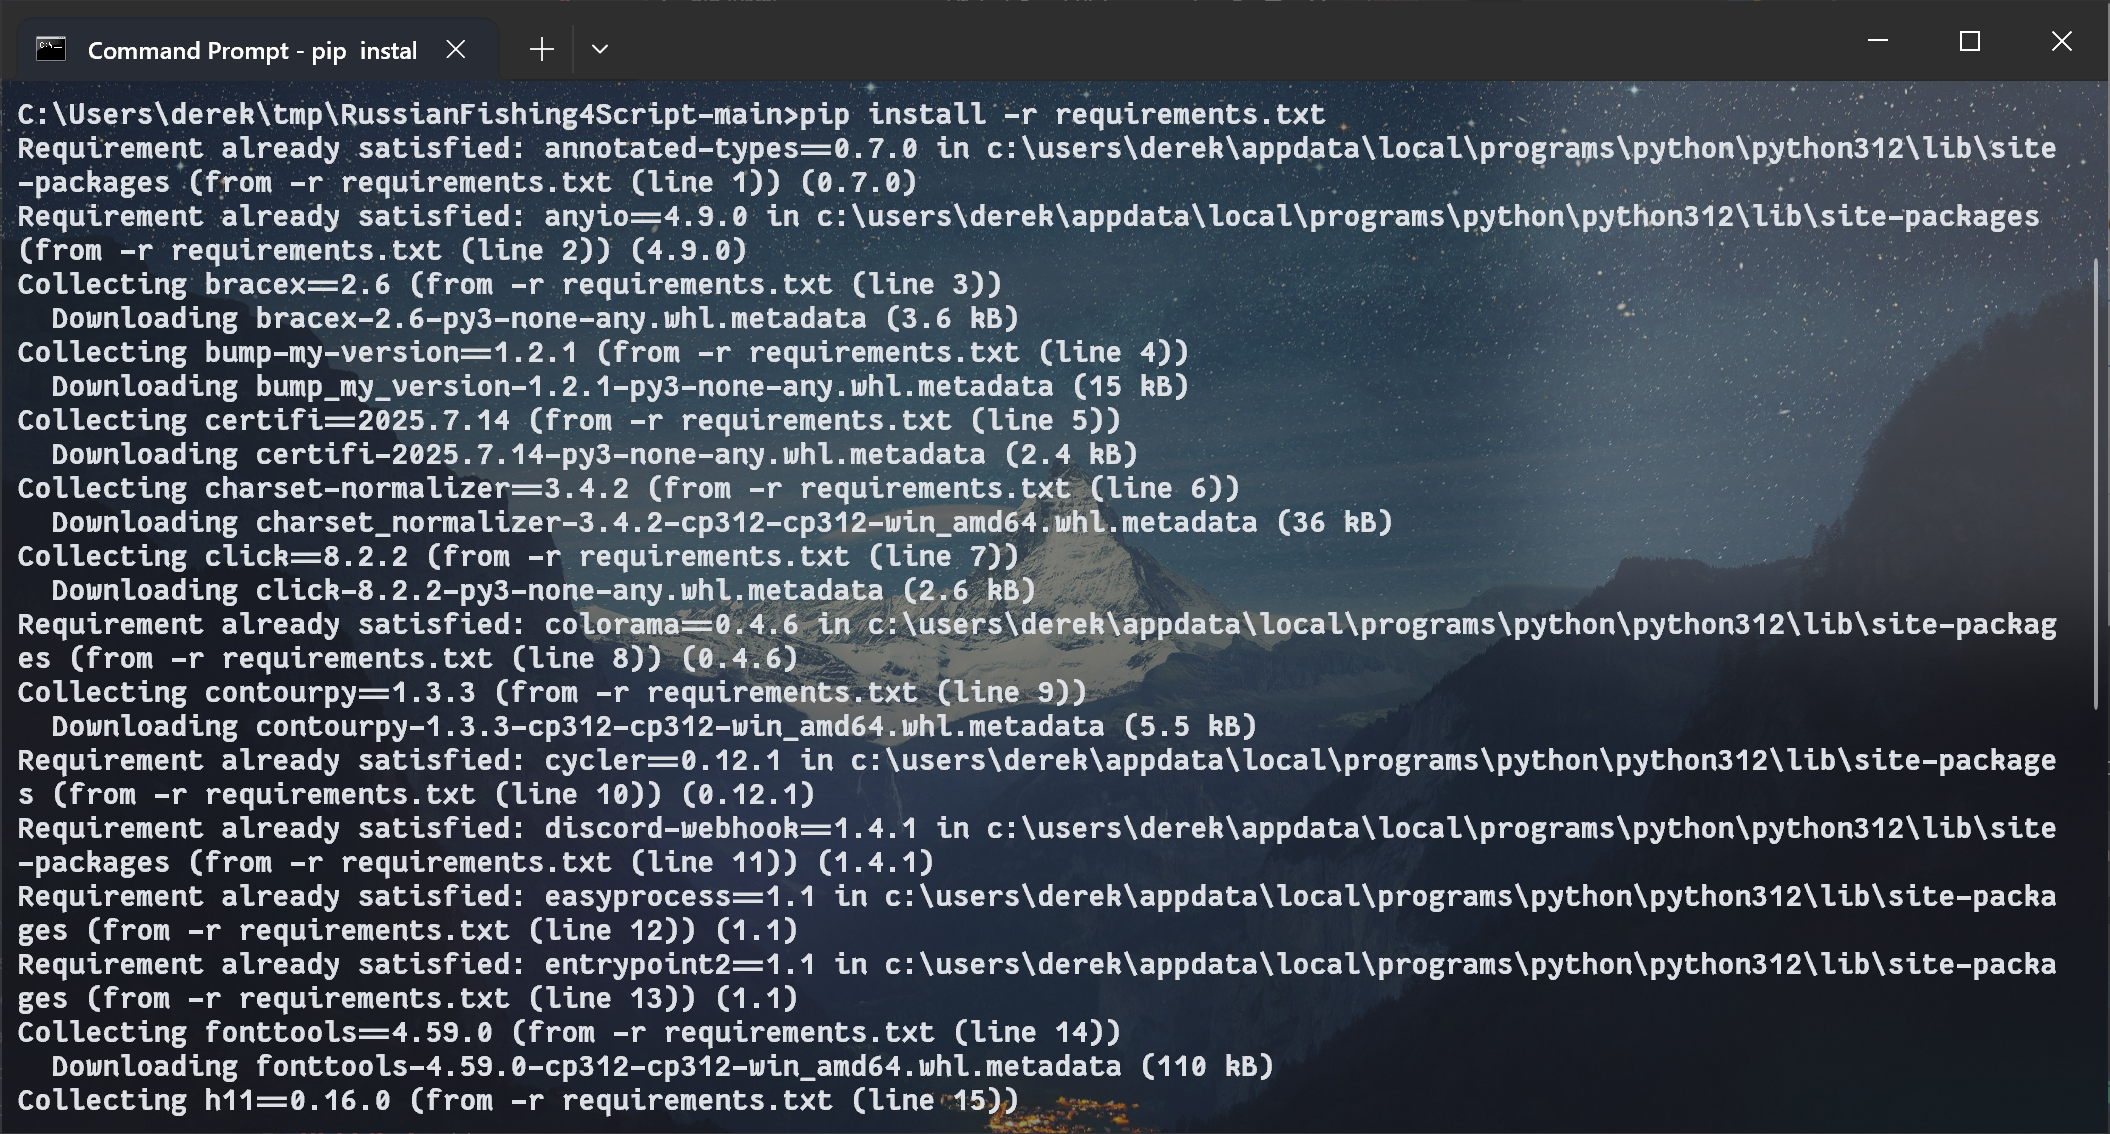 Command Prompt - pip  instal
C:\Users\derek\tmp\RussianFishing4Script-main>pip install -r requirements.txt
Requirement already satisfied: annotated-types==0.7.0 in c:\users\derek\appdata\local\programs\python\python312\lib\site
-packages (from -r requirements.txt (line 1)) (0.7.0)
Requirement already satisfied: anyio==4.9.0 in c:\users\derek\appdata\local\programs\python\python312\lib\site-packages
(from -r requirements.txt (line 2)) (4.9.0)
Collecting bracex==2.6 (from -r requirements.txt (line 3))
  Downloading bracex-2.6-py3-none-any.whl.metadata (3.6 kB)
Collecting bump-my-version==1.2.1 (from -r requirements.txt (line 4))
  Downloading bump_my_version-1.2.1-py3-none-any.whl.metadata (15 kB)
Collecting certifi==2025.7.14 (from -r requirements.txt (line 5))
  Downloading certifi-2025.7.14-py3-none-any.whl.metadata (2.4 kB)
Collecting charset-normalizer==3.4.2 (from -r requirements.txt (line 6))
  Downloading charset_normalizer-3.4.2-cp312-cp312-win_amd64.whl.metadata (36 kB)
Collecting click==8.2.2 (from -r requirements.txt (line 7))
  Downloading click-8.2.2-py3-none-any.whl.metadata (2.6 kB)
Requirement already satisfied: colorama==0.4.6 in c:\users\derek\appdata\local\programs\python\python312\lib\site-packag
es (from -r requirements.txt (line 8)) (0.4.6)
Collecting contourpy==1.3.3 (from -r requirements.txt (line 9))
  Downloading contourpy-1.3.3-cp312-cp312-win_amd64.whl.metadata (5.5 kB)
Requirement already satisfied: cycler==0.12.1 in c:\users\derek\appdata\local\programs\python\python312\lib\site-package
s (from -r requirements.txt (line 10)) (0.12.1)
Requirement already satisfied: discord-webhook==1.4.1 in c:\users\derek\appdata\local\programs\python\python312\lib\site
-packages (from -r requirements.txt (line 11)) (1.4.1)
Requirement already satisfied: easyprocess==1.1 in c:\users\derek\appdata\local\programs\python\python312\lib\site-packa
ges (from -r requirements.txt (line 12)) (1.1)
Requirement already satisfied: entrypoint2==1.1 in c:\users\derek\appdata\local\programs\python\python312\lib\site-packa
ges (from -r requirements.txt (line 13)) (1.1)
Collecting fonttools==4.59.0 (from -r requirements.txt (line 14))
  Downloading fonttools-4.59.0-cp312-cp312-win_amd64.whl.metadata (110 kB)
Collecting h11==0.16.0 (from -r requirements.txt (line 15))